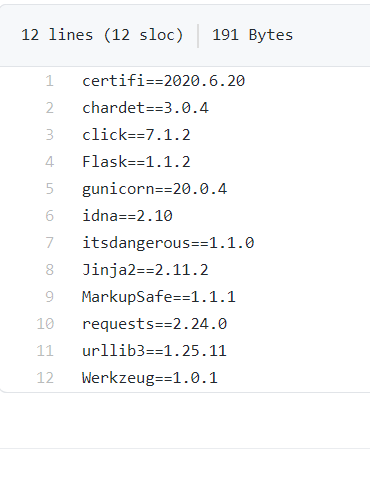 12 lines (12 sloc) 191 Bytes
1 certifi==2020.6.20
2 chardet==3.0.4
3 click==7.1.2
4 Flask==1.1.2
5 gunicorn==20.0.4
6 idna==2.10
7 itsdangerous==1.1.0
8 Jinja2==2.11.2
9 MarkupSafe==1.1.1
10 requests==2.24.0
11 urllib3==1.25.11
12 Werkzeug==1.0.1